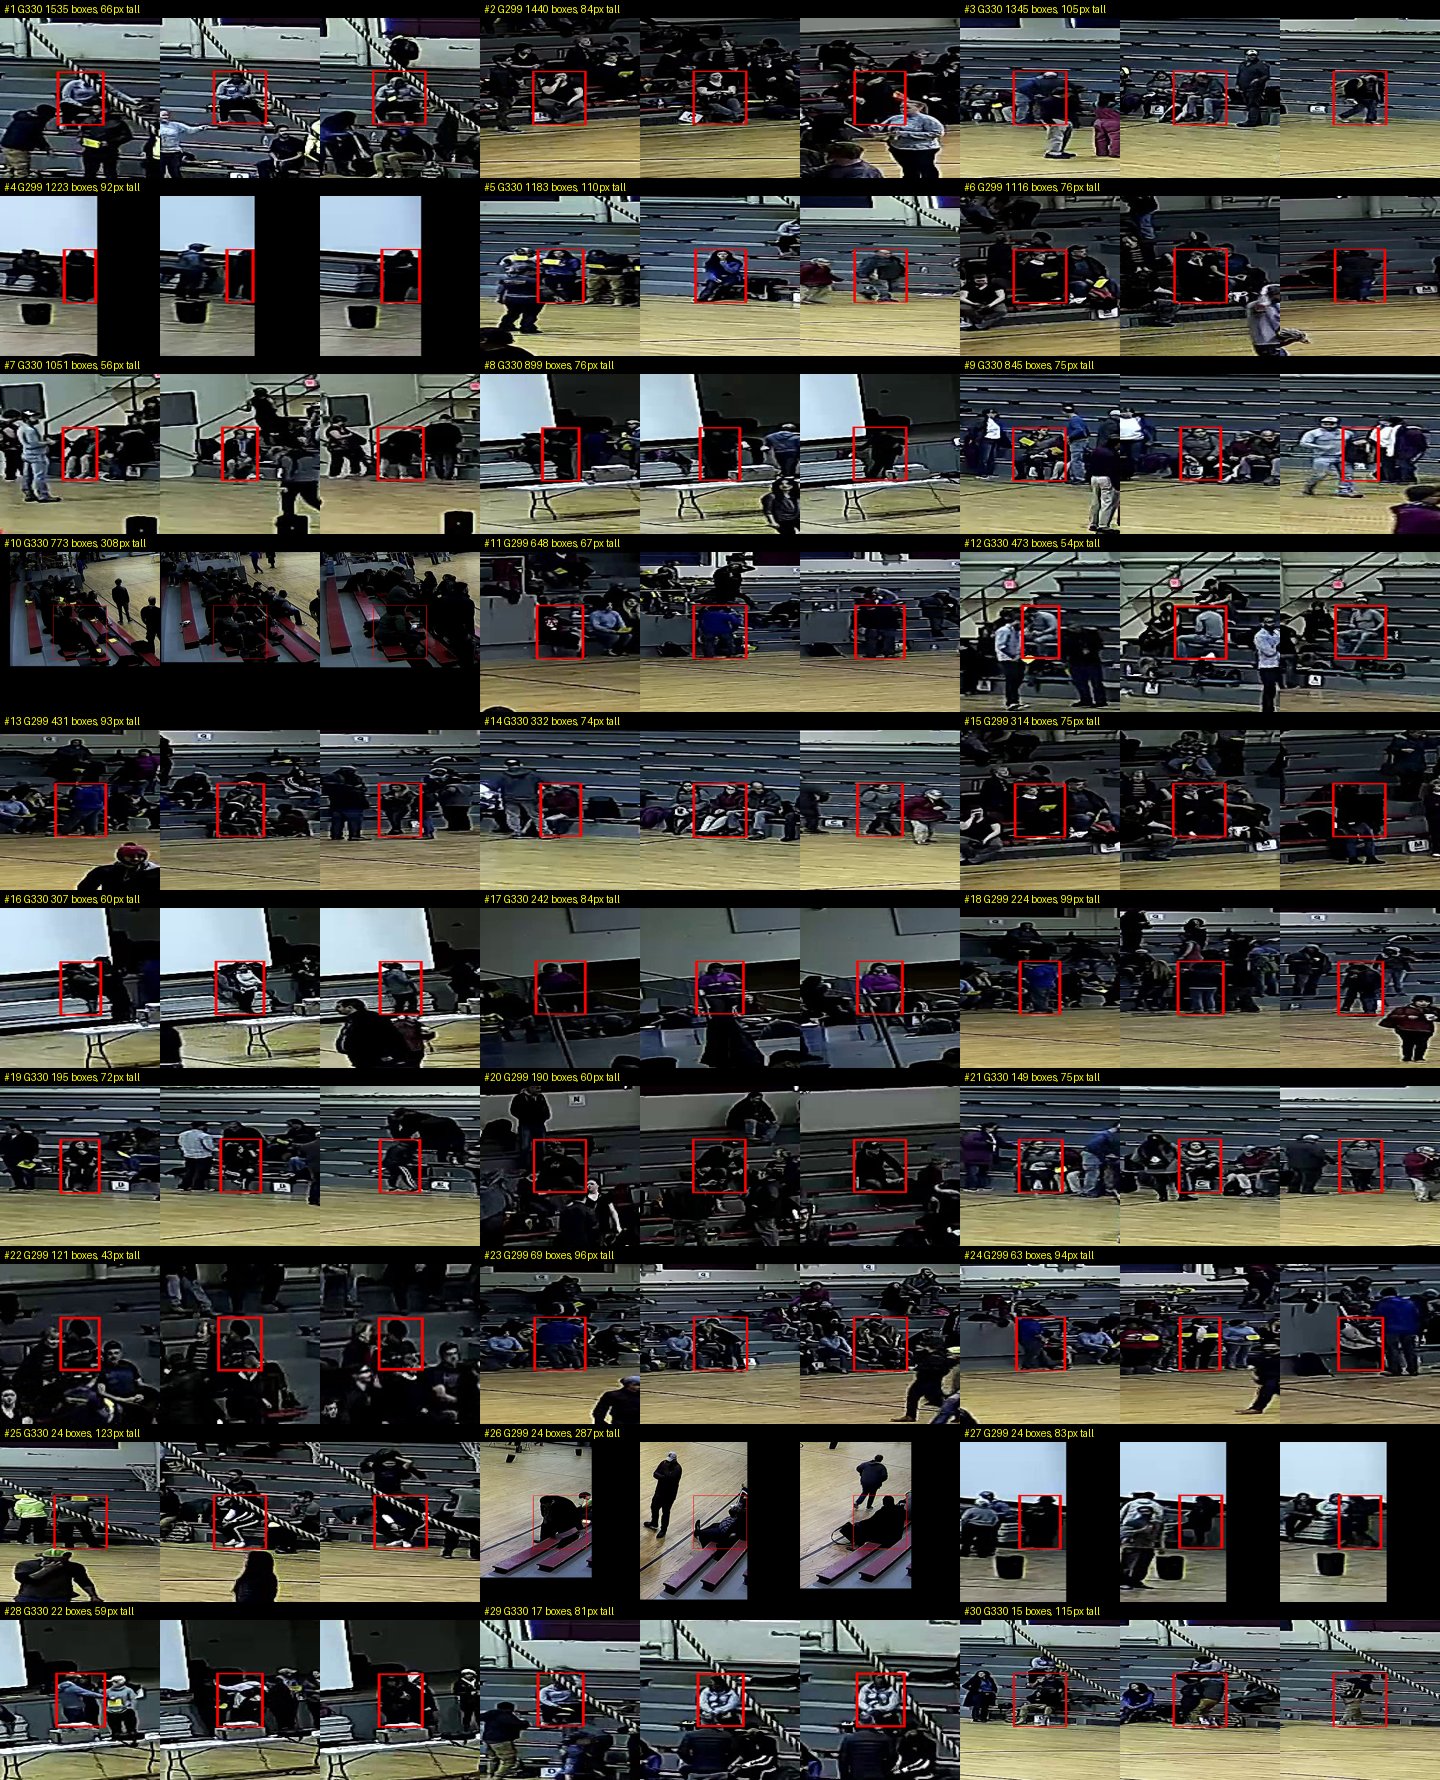 #1 G330 1535 boxes, 66px tall
#2 G299 1440 boxes, 84px tall
#3 G330 1345 boxes, 105px tall
#4 G299 1223 boxes, 92px tall
#5 G330 1183 boxes, 110px tall
#6 G299 1116 boxes, 76px tall
#7 G330 1051 boxes, 56px tall
#8 G330 899 boxes, 76px tall
#9 G330 845 boxes, 75px tall
#10 G330 773 boxes, 308px tall
#11 G299 648 boxes, 67px tall
#12 G330 473 boxes, 54px tall
#13 G299 431 boxes, 93px tall
#14 G330 332 boxes, 74px tall
#15 G299 314 boxes, 75px tall
#16 G330 307 boxes, 60px tall
#17 G330 242 boxes, 84px tall
#18 G299 224 boxes, 99px tall
#19 G330 195 boxes, 72px tall
#20 G299 190 boxes, 60px tall
#21 G330 149 boxes, 75px tall
#22 G299 121 boxes, 43px tall
#23 G299 69 boxes, 96px tall
#24 G299 63 boxes, 94px tall
#25 G330 24 boxes, 123px tall
#26 G299 24 boxes, 287px tall
#27 G299 24 boxes, 83px tall
#28 G330 22 boxes, 59px tall
#29 G330 17 boxes, 81px tall
#30 G330 15 boxes, 115px tall